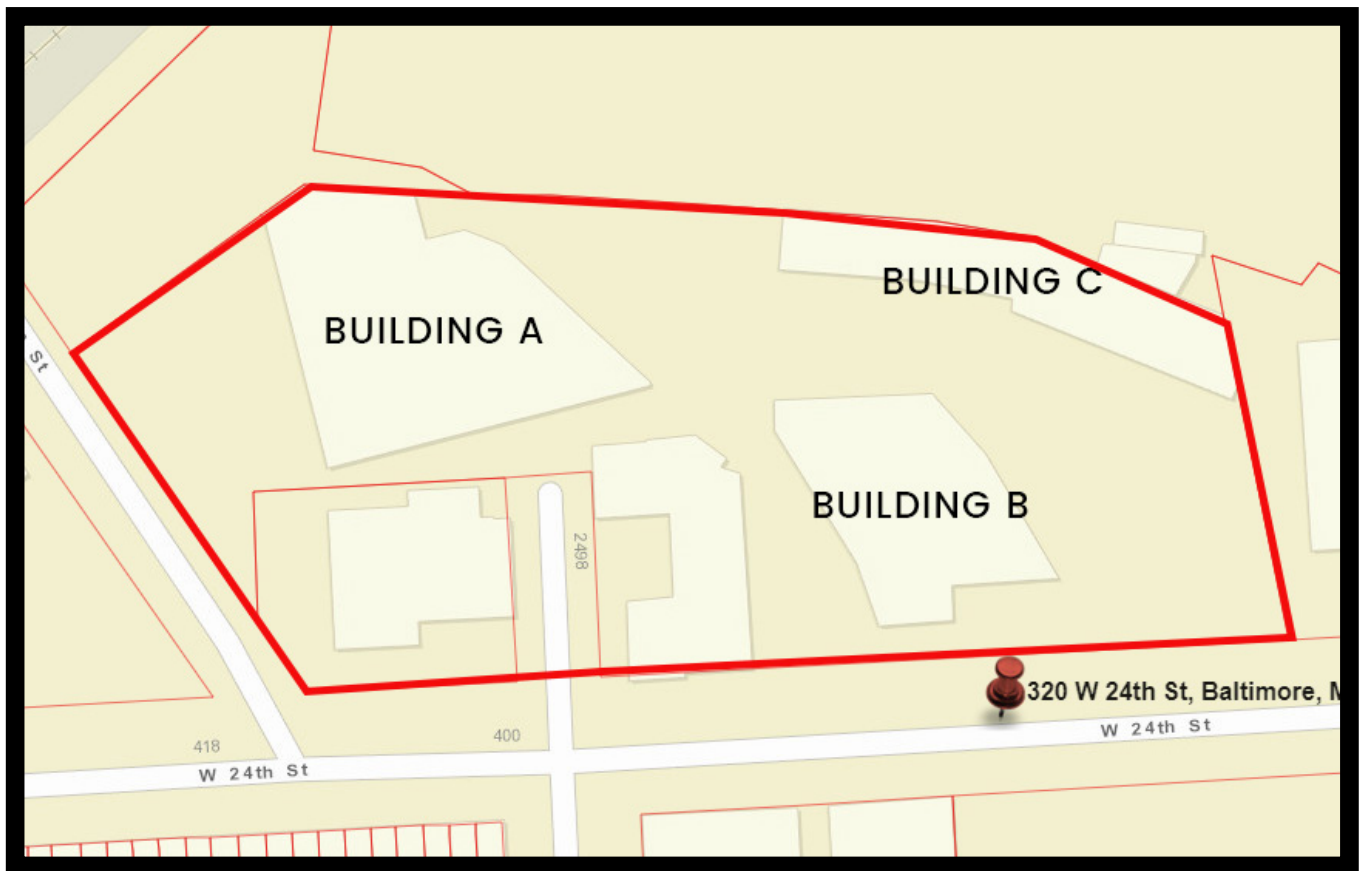 BUILDING C
BUILDING A
St
BUILDING B
2498
320 W 24th St, Baltimore,
W 24th St
400
418
W 24th St